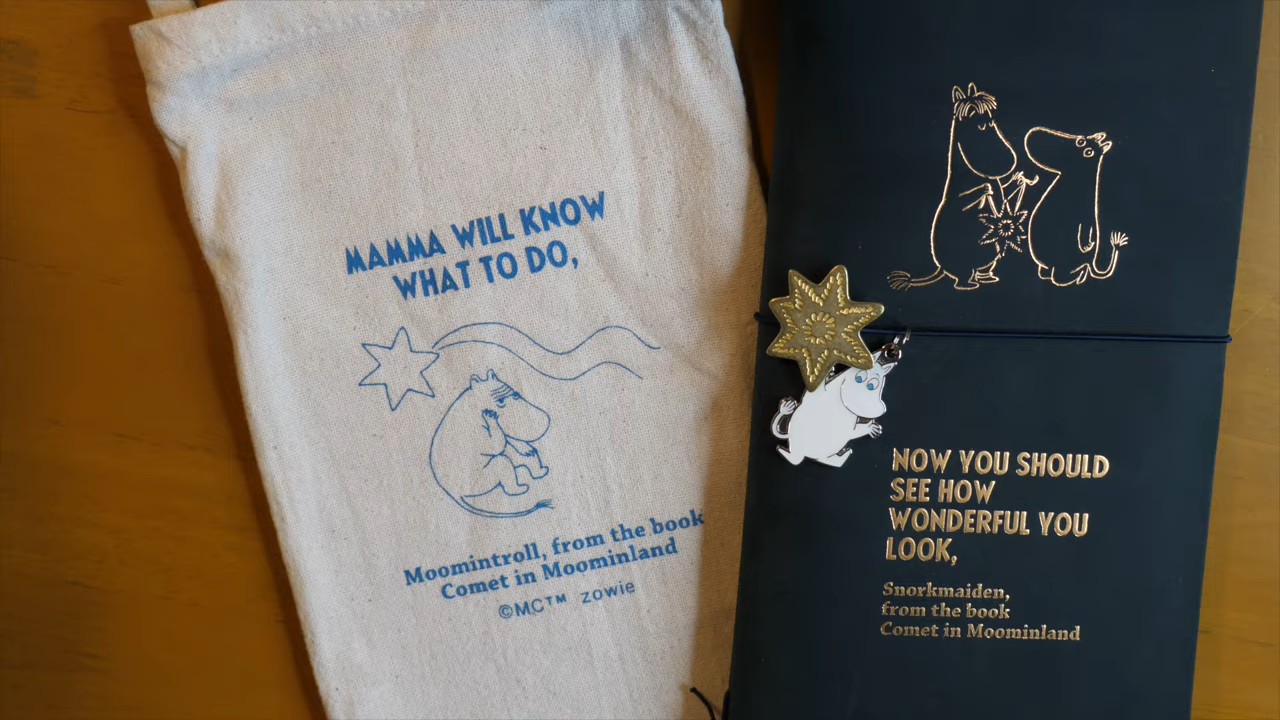 MAMMA WILL KNOW
WHAT TO DO,
Moomintroll, from the book
Comet in Moominland
©MC™ zowie
NOW YOU SHOULD
SEE HOW
WONDERFUL YOU
LOOK,
Snorkmaiden,
from the book
Comet in Moominland